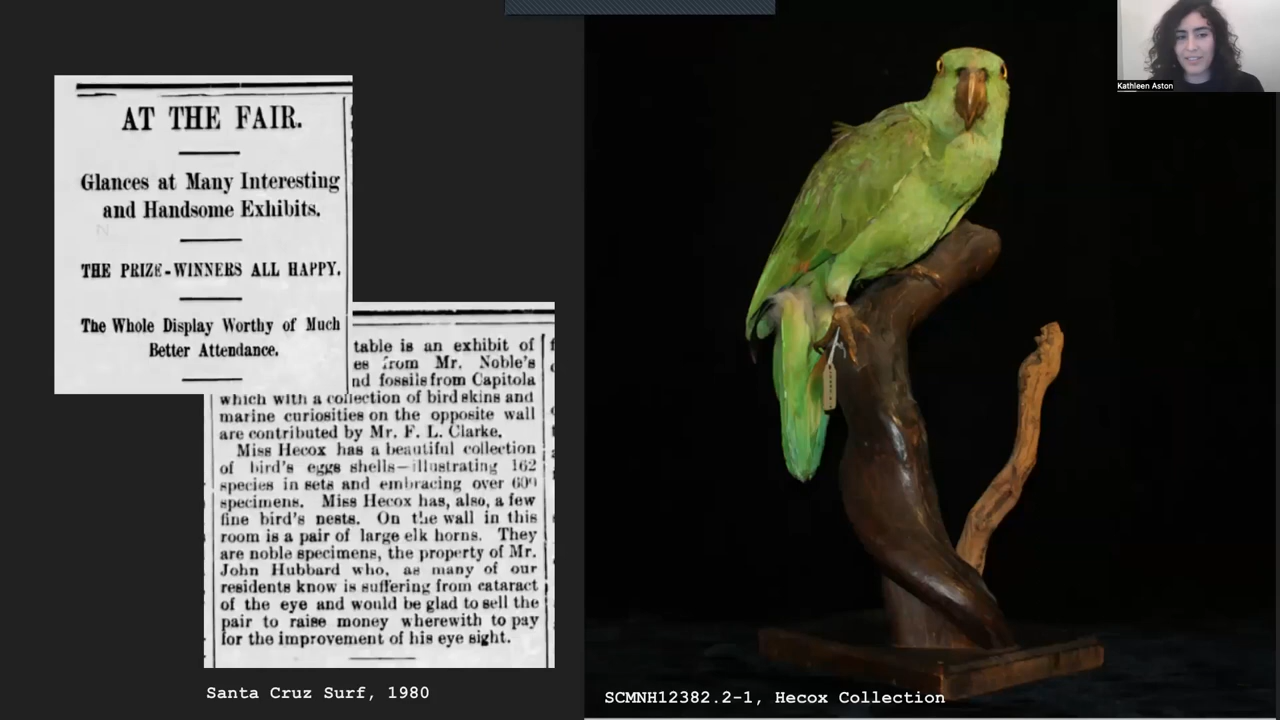 AT THE FAIR.
Glances at Many Interesting
and Handsome Exhibits.
THE PRIZE-WINNERS ALL HAPPY.
The Whole Display Worthy of Much
Better Attendance.
table is an exhibit of
es from Mr. Noble's
nd fossils from Capitola
which with a collection of bird skins and
marine curiosities on the opposite wall
are contributed by Mr. F. L. Clarke.
Miss Hecox has a beautiful collection
of bird's eggs shells—illustrating 162
species in sets and embracing over 600
specimens. Miss Hecox has, also, a few
fine bird's nests. On the wall in this
room is a pair of large elk horns. They
are noble specimens, the property of Mr.
John Hubbard who, as many of our
residents know is suffering from cataract
of the eye and would be glad to sell the
pair to raise money wherewith to pay
for the improvement of his eye sight.
Santa Cruz Surf, 1980
SCMNH12382.2-1, Hecox Collection
Kathleen Aston